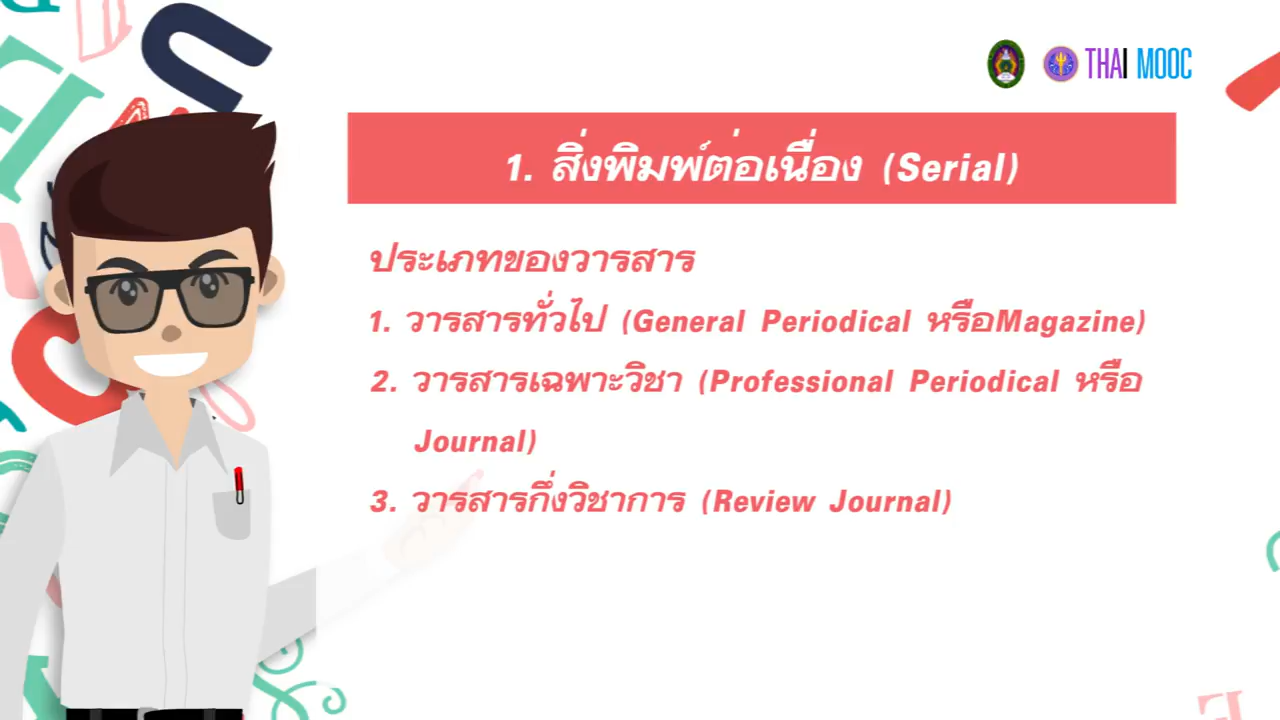 THAI MOOC
1. สิ่งพิมพ์ต่อเนื่อง (Serial)
ประเภทของวารสาร
1. วารสารทั่วไป (General Periodical หรือMagazine)
2. วารสารเฉพาะวิชา (Professional Periodical หรือ
Journal)
3. วารสารกึ่งวิชาการ (Review Journal)